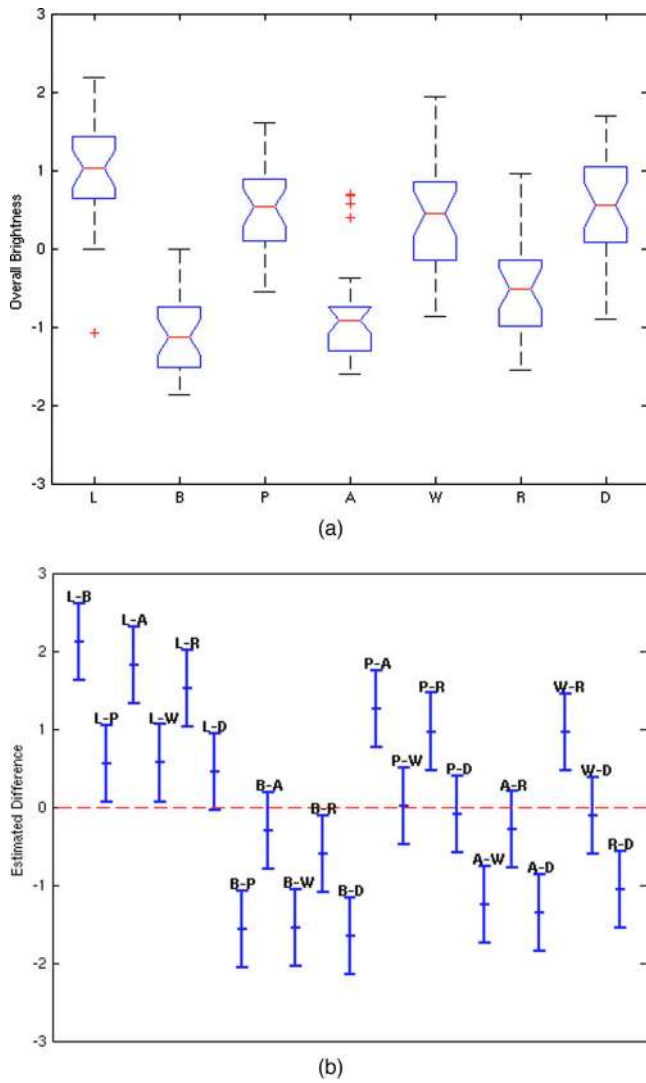 3
2
1
0
-1
-2
-3
Overall Brightness
L B P A W R D
(a)
3
2
1
0
-1
-2
-3
Estimated Difference
L-B
L-A
L-R
L-P
L-W
L-D
P-A
P-R
W-R
P-W
P-D
B-A
B-R
A-R
W-D
B-P
B-W
B-D
A-W
A-D
R-D
(b)